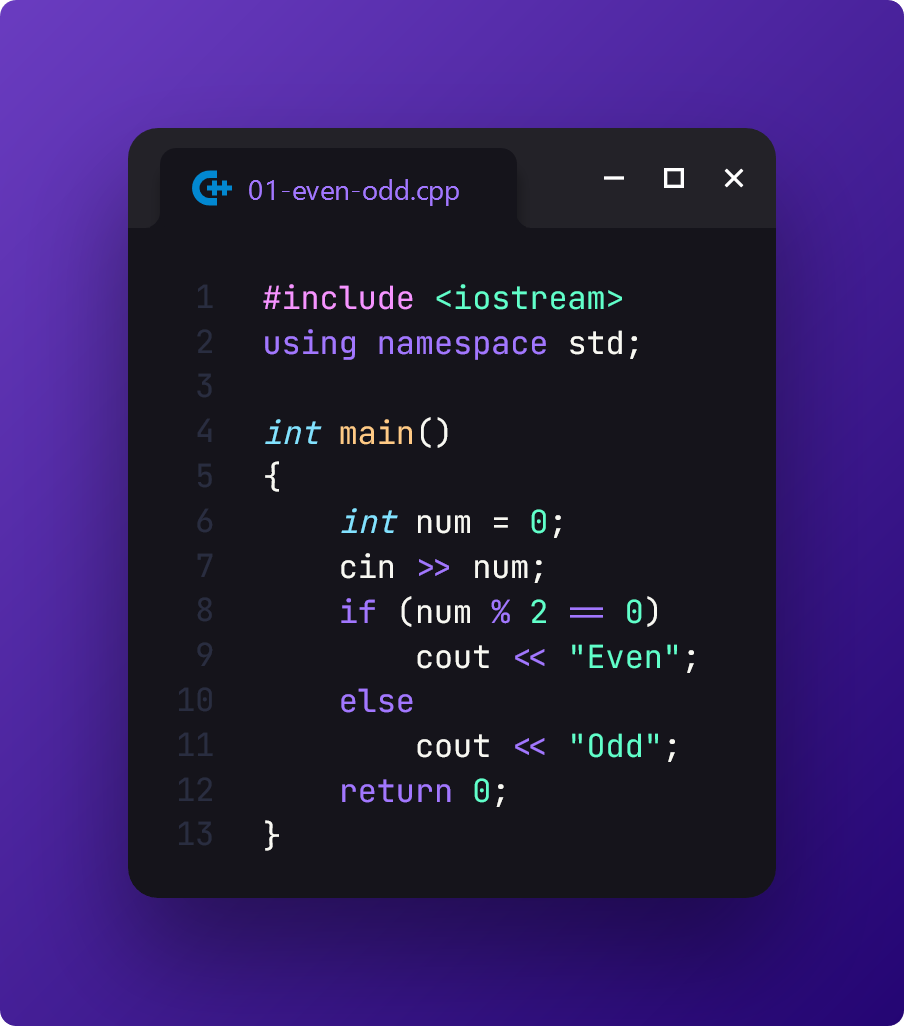 01-even-odd.cpp
1 #include <iostream>
2 using namespace std;
3
4 int main()
5 {
6     int num = 0;
7     cin >> num;
8     if (num % 2 == 0)
9         cout << "Even";
10     else
11         cout << "Odd";
12     return 0;
13 }